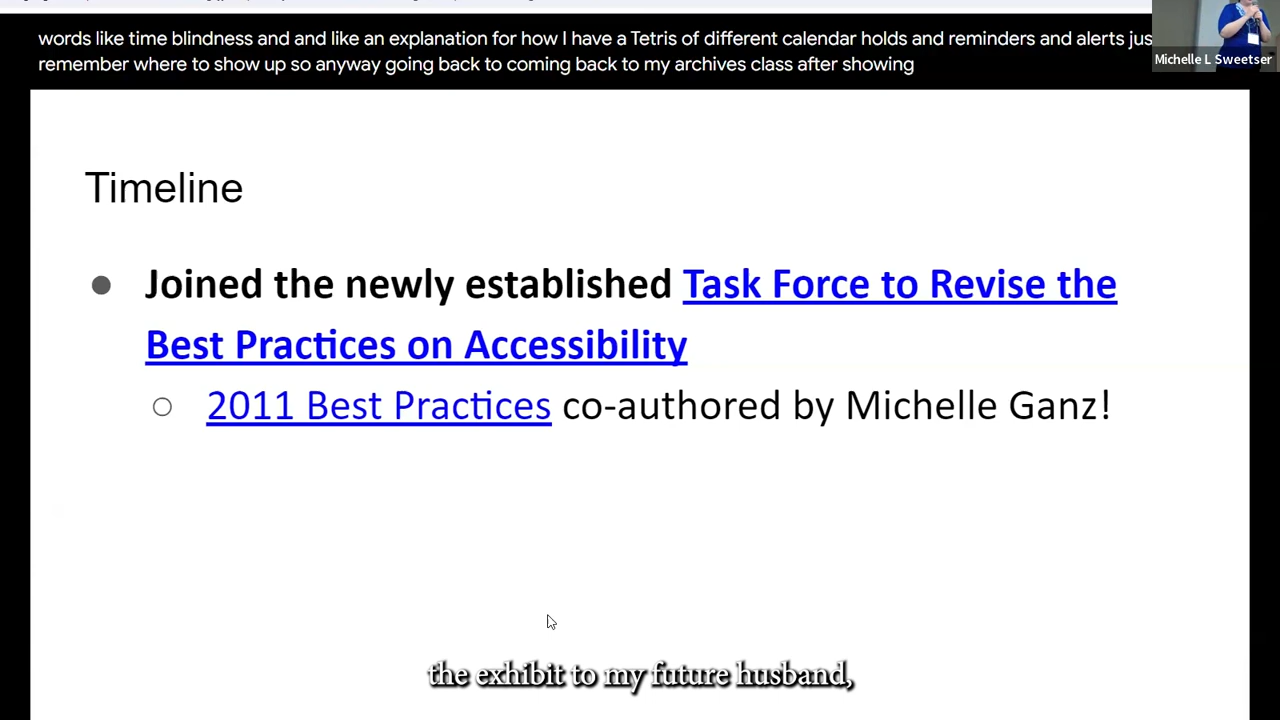 words like time blindness and and like an explanation for how I have a Tetris of different calendar holds and reminders and alerts
remember where to show up so anyway going back to coming back to my archives class after showing
Michelle L Sweetser
Timeline
Joined the newly established Task Force to Revise the
Best Practices on Accessibility
2011 Best Practices co-authored by Michelle Ganz!
the exhibit to my future husband,